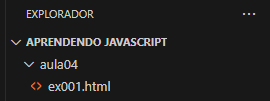 EXPLORADOR
APRENDENDO JAVASCRIPT
aula04
ex001.html